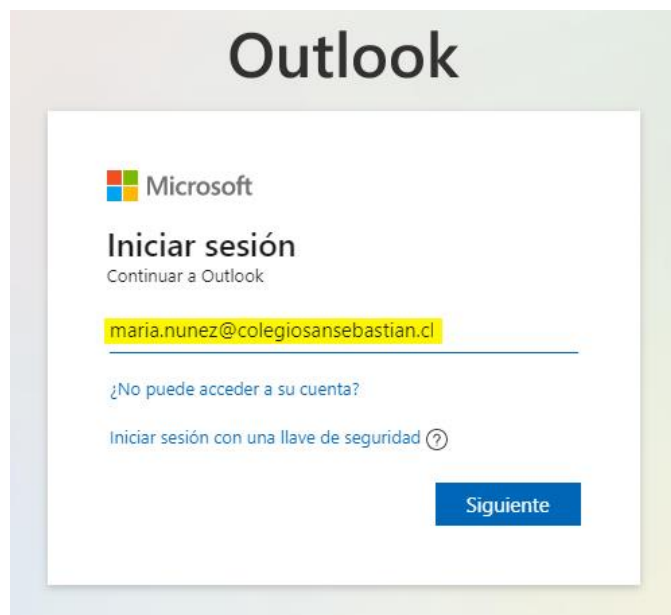 Outlook
Microsoft
Iniciar sesión
Continuar a Outlook
maria.nunez@colegiosansebastian.cl
¿No puede acceder a su cuenta?
Iniciar sesión con una llave de seguridad ?
Siguiente